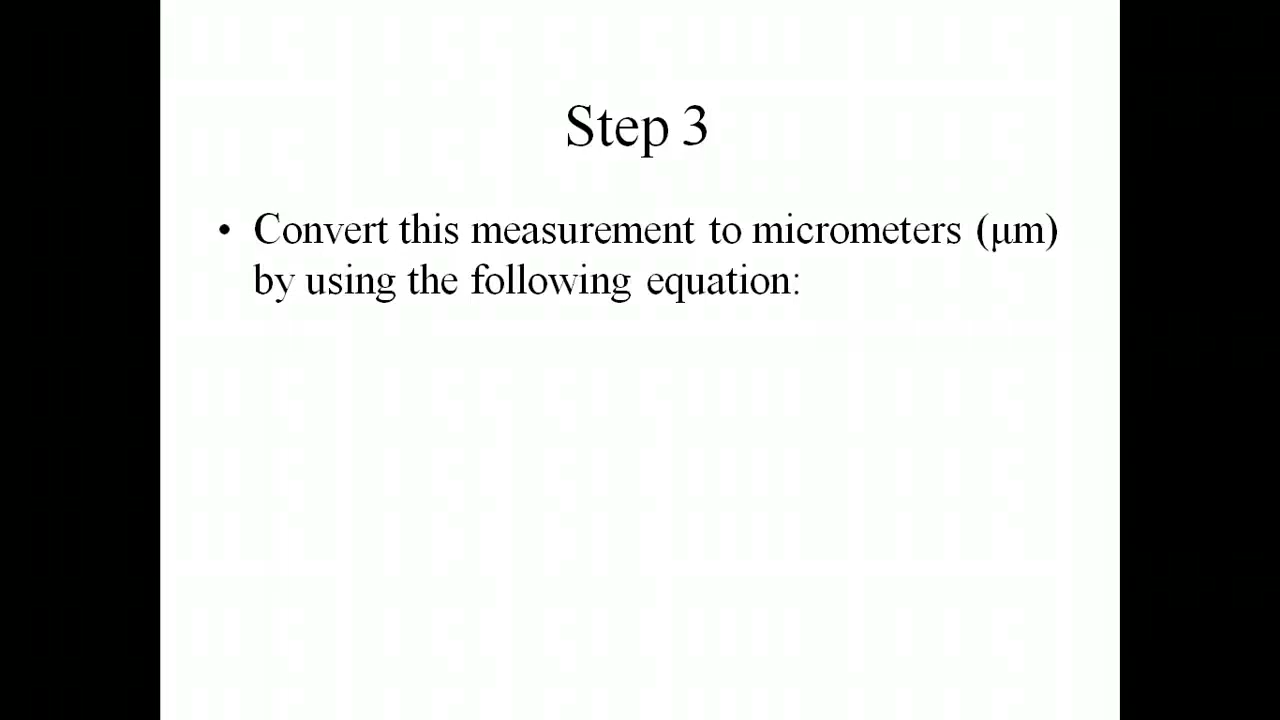 Step 3
• Convert this measurement to micrometers (μm)
by using the following equation: